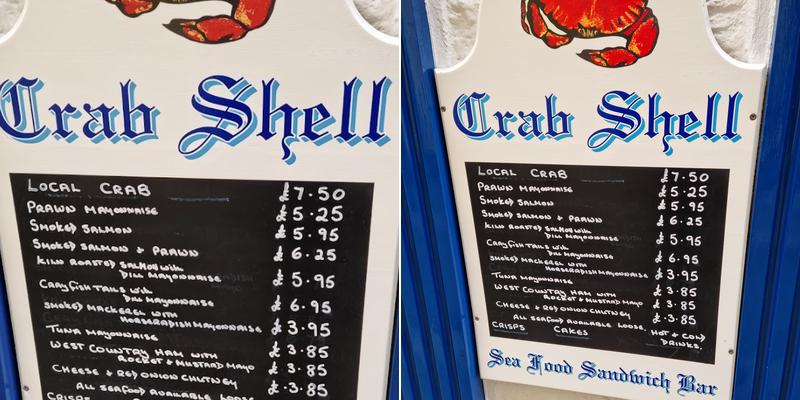 Crab Shell
LOCAL CRAB £7.50
PRAWN MAYONNAISE £5.25
SMOKED SALMON £5.95
SMOKED SALMON & PRAWN £6.25
KILN ROASTED SALMON with
DILL MAYONNAISE £5.95
CRAYFISH TAILS with
DILL MAYONNAISE £6.95
SMOKED MACKEREL WITH
HORSERADISH MAYONNAISE £3.95
TUNA MAYONNAISE £3.85
WEST COUNTRY HAM WITH
ROCKET & MUSTARD MAYO £3.85
CHEESE & RED ONION CHUTNEY
ALL SEAFOOD AVAILABLE LOOSE
CRISPS
Crab Shell
LOCAL CRAB £7.50
PRAWN MAYONNAISE £5.25
SMOKED SALMON £5.95
SMOKED SALMON & PRAWN £6.25
KILN ROASTED SALMON with
DILL MAYONNAISE £5.95
CRAYFISH TAILS with
DILL MAYONNAISE £6.95
SMOKED MACKEREL WITH
HORSERADISH MAYONNAISE £3.95
TUNA MAYONNAISE £3.85
WEST COUNTRY HAM WITH
ROCKET & MUSTARD MAYO £3.85
CHEESE & RED ONION CHUTNEY £3.85
ALL SEAFOOD AVAILABLE LOOSE.
CRISPS CAKES HOT & COLD
DRINKS.
Sea Food Sandwich Bar